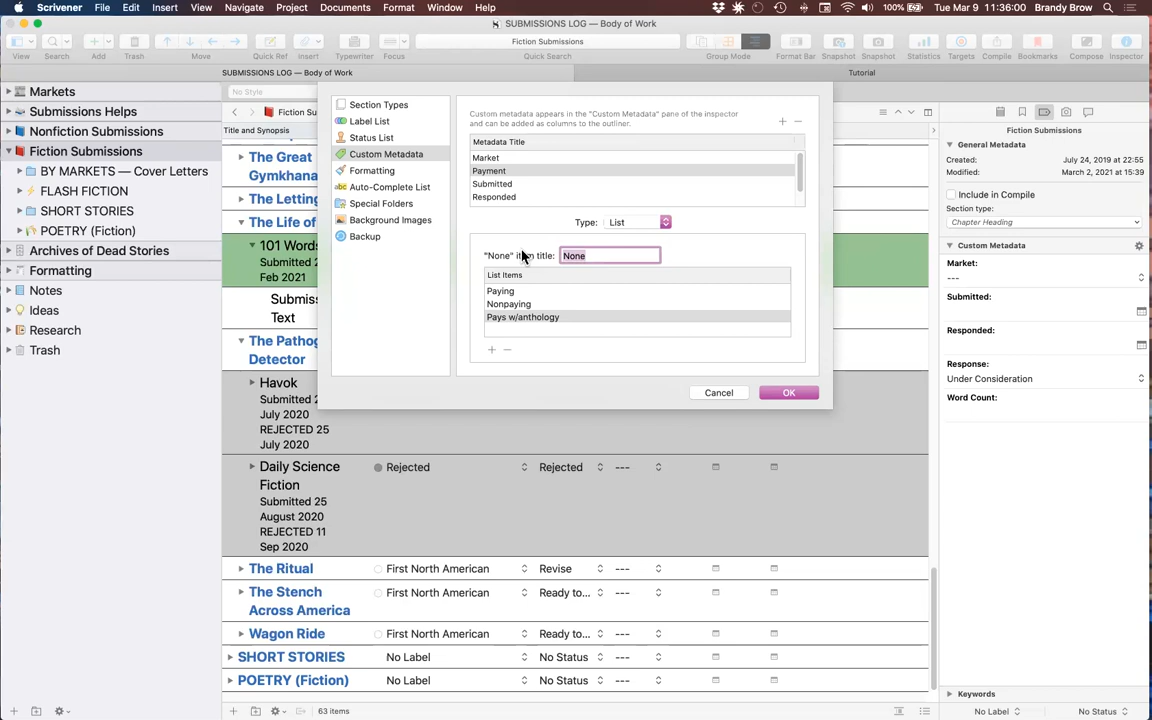 Scrivener File Edit Insert View Navigate Project Documents Format Window Help 100% Tue Mar 9 11:36:00 Brandy Brow
SUBMISSIONS LOG — Body of Work
Fiction Submissions
View Search Add Trash Move Quick Ref Insert Typewriter Focus Quick Search Group Mode Format Bar Snapshot Snapshot Statistics Targets Compile Bookmarks Compose Inspector
SUBMISSIONS LOG — Body of Work Tutorial
Markets
Submissions Helps
Nonfiction Submissions
Fiction Submissions
BY MARKETS — Cover Letters
FLASH FICTION
SHORT STORIES
POETRY (Fiction)
Archives of Dead Stories
Formatting
Notes
Ideas
Research
Trash
No Style
Fiction Su
Title and Synopsis
The Great
Gymkhana
The Letting
The Life of
101 Words
Submitted 2
Feb 2021
Submiss
Text
The Pathog
Detector
Havok
Submitted 2
July 2020
REJECTED 25
July 2020
Daily Science Rejected Rejected ---
Fiction
Submitted 25
August 2020
REJECTED 11
Sep 2020
The Ritual First North American Revise ---
The Stench First North American Ready to... ---
Across America
Wagon Ride First North American Ready to... ---
SHORT STORIES No Label No Status ---
POETRY (Fiction) No Label No Status ---
63 items
Section Types
Label List
Status List
Custom Metadata
Formatting
abc Auto-Complete List
Special Folders
Background Images
Backup
Custom metadata appears in the "Custom Metadata" pane of the inspector
and can be added as columns to the outliner.
Metadata Title
Market
Payment
Submitted
Responded
Type: List
"None" item title: None
List Items
Paying
Nonpaying
Pays w/anthology
Cancel OK
Fiction Submissions
General Metadata
Created: July 24, 2019 at 22:55
Modified: March 2, 2021 at 15:39
Include in Compile
Section type:
Chapter Heading
Custom Metadata
Market:
---
Submitted:
Responded:
Response:
Under Consideration
Word Count:
Keywords
No Label No Status